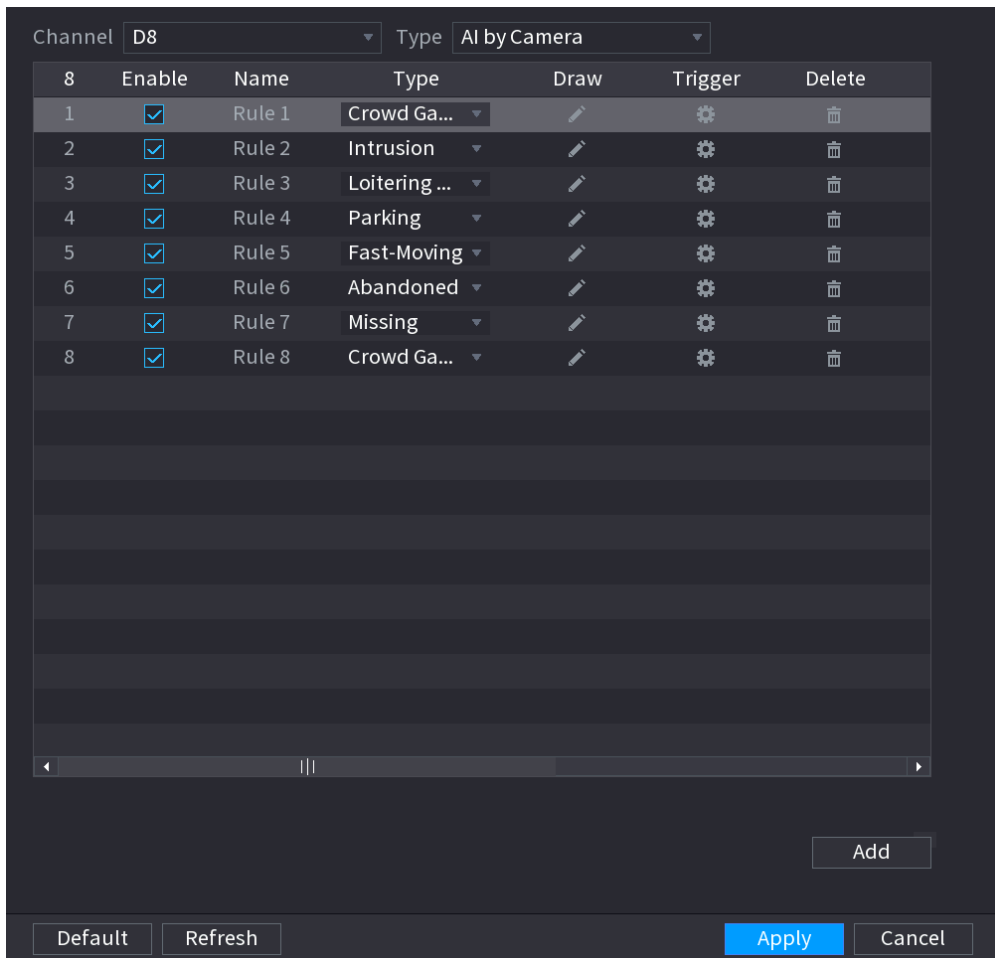 Channel D8 Type AI by Camera
8 Enable Name Type Draw Trigger Delete
1 Rule 1 Crowd Ga...
2 Rule 2 Intrusion
3 Rule 3 Loitering ...
4 Rule 4 Parking
5 Rule 5 Fast-Moving
6 Rule 6 Abandoned
7 Rule 7 Missing
8 Rule 8 Crowd Ga...
Add
Default Refresh Apply Cancel